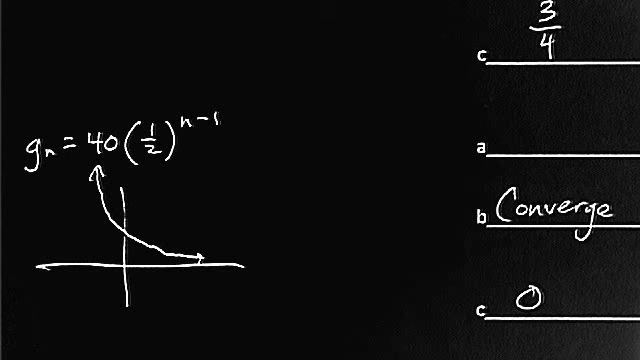 c 3/4
gₙ = 40(1/2)ⁿ⁻¹
a
b Converge
c 0